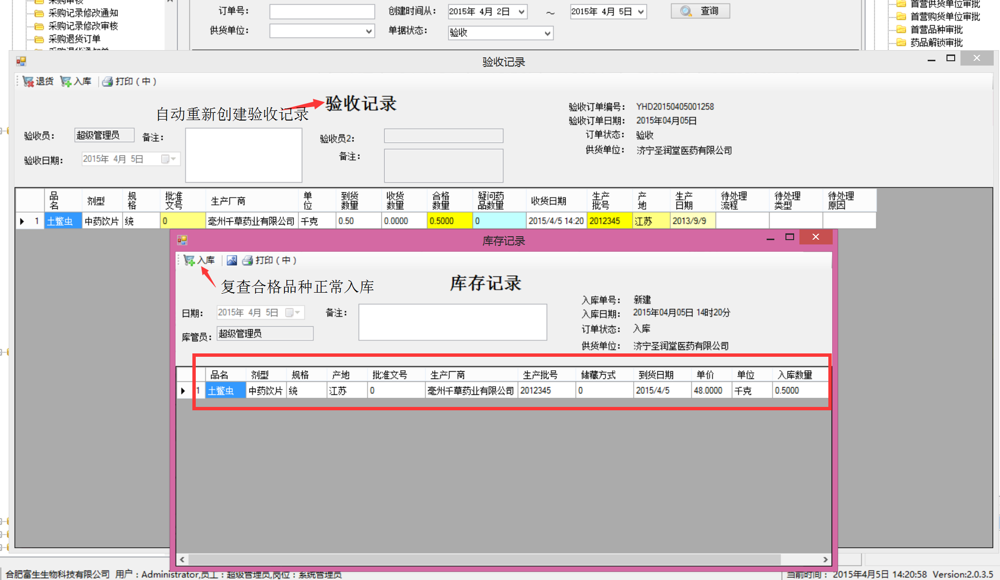 采购审核
采购记录修改通知
采购记录修改审核
采购退货订单
订单号：
创建时间从：
2015年 4月 2日
～
2015年 4月 5日
查询
供货单位：
单据状态：
验收
首营供货单位审批
首营购货单位审批
首营品种审批
药品解锁审批
验收记录
退货 入库 打印（中）
自动重新创建验收记录
验收记录
验收订单编号： YHD20150405001258
验收订单日期： 2015年04月05日
订单状态： 验收
供货单位： 济宁圣润堂医药有限公司
验收员： 超级管理员
备注：
验收员2：
验收日期： 2015年 4月 5日
备注：
品名 剂型 规格 批准文号 生产厂商 单位 到货数量 收货数量 合格数量 疑问药品数量 收货日期 生产批号 产地 生产日期 待处理流程 待处理类型 待处理原因
1 土鳖虫 中药饮片 统 0 亳州千草药业有限公司 千克 0.50 0.0000 0.5000 0 2015/4/5 14:20 2012345 江苏 2013/9/9
库存记录
入库 打印（中）
复查合格品种正常入库
库存记录
入库单号： 新建
入库日期： 2015年04月05日 14时20分
订单状态： 入库
供货单位： 济宁圣润堂医药有限公司
日期： 2015年 4月 5日
备注：
库管员： 超级管理员
品名 剂型 规格 产地 批准文号 生产厂商 生产批号 储藏方式 到货日期 单价 单位 入库数量
1 土鳖虫 中药饮片 统 江苏 0 亳州千草药业有限公司 2012345 0 2015/4/5 48.0000 千克 0.5000
合肥富生生物科技有限公司 用户：Administrator,员工：超级管理员,岗位：系统管理员
当前时间： 2015年4月5日 14:20:58 Version:2.0.3.5